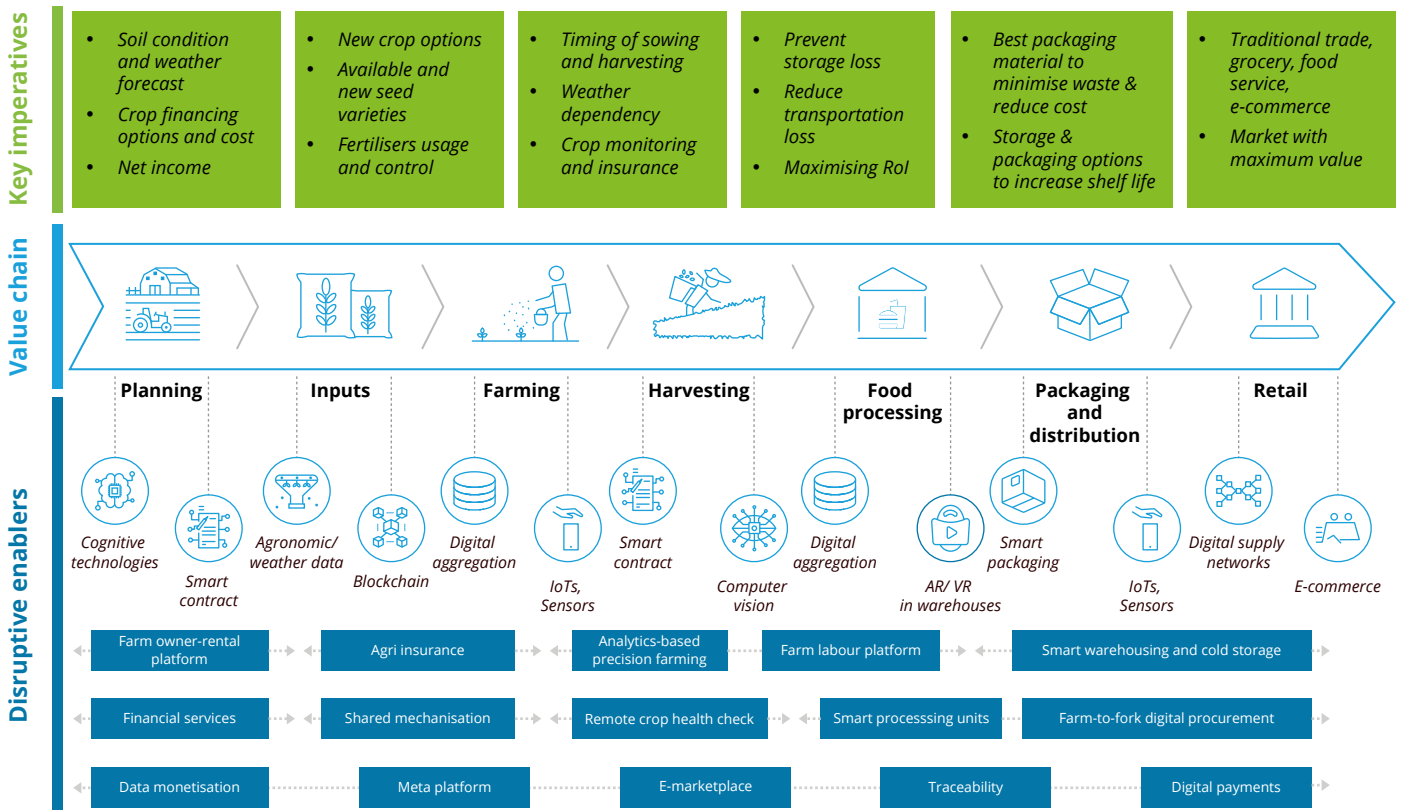 Key imperatives
• Soil condition
and weather
forecast
• Crop financing
options and cost
• Net income
• New crop options
• Available and
new seed
varieties
• Fertilisers usage
and control
• Timing of sowing
and harvesting
• Weather
dependency
• Crop monitoring
and insurance
• Prevent
storage loss
• Reduce
transportation
loss
• Maximising RoI
• Best packaging
material to
minimise waste &
reduce cost
• Storage &
packaging options
to increase shelf life
• Traditional trade,
grocery, food
service,
e-commerce
• Market with
maximum value
Value chain
Planning
Inputs
Farming
Harvesting
Food
processing
Packaging
and
distribution
Retail
Disruptive enablers
Cognitive
technologies
Smart
contract
Agronomic/
weather data
Blockchain
Digital
aggregation
IoTs,
Sensors
Smart
contract
Computer
vision
Digital
aggregation
AR/ VR
in warehouses
Smart
packaging
IoTs,
Sensors
Digital supply
networks
E-commerce
Farm owner-rental
platform
Agri insurance
Analytics-based
precision farming
Farm labour platform
Smart warehousing and cold storage
Financial services
Shared mechanisation
Remote crop health check
Smart processsing units
Farm-to-fork digital procurement
Data monetisation
Meta platform
E-marketplace
Traceability
Digital payments